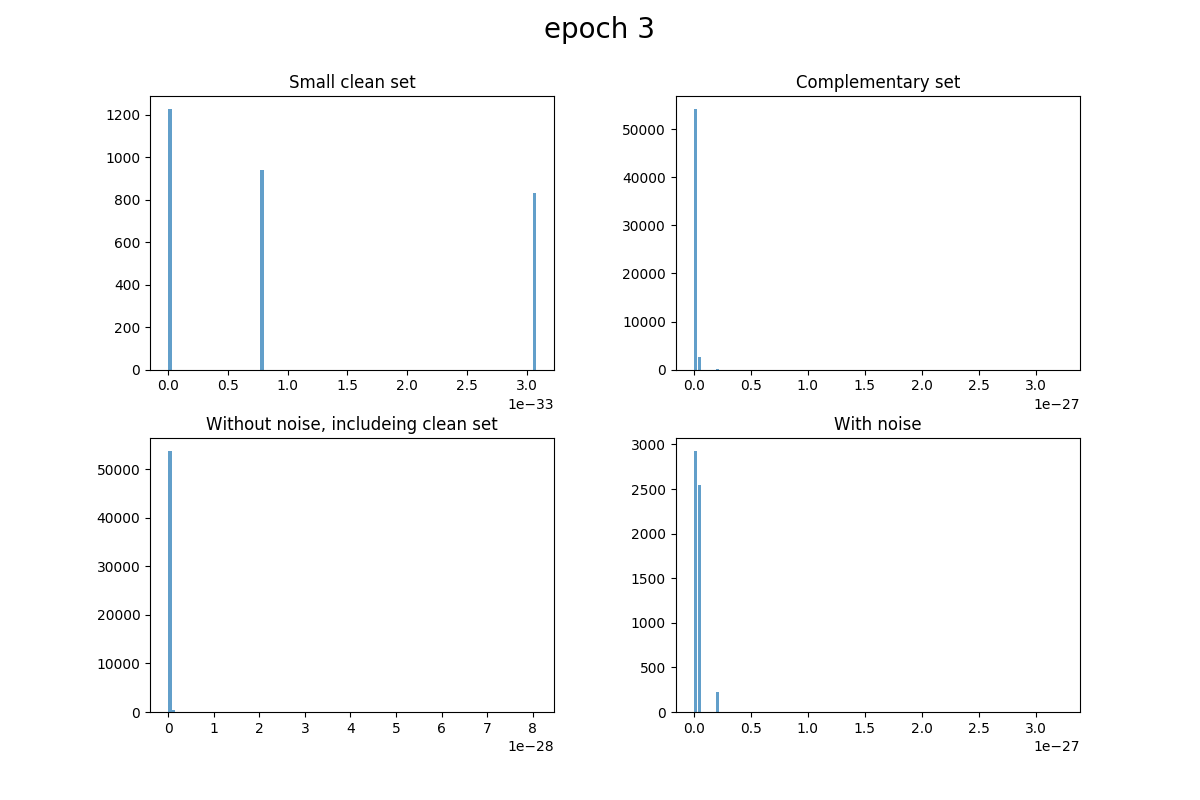 epoch 3
Small clean set
1200
1000
800
600
400
200
0
0.0 0.5 1.0 1.5 2.0 2.5 3.0
1e−33
Complementary set
50000
40000
30000
20000
10000
0
0.0 0.5 1.0 1.5 2.0 2.5 3.0
1e−27
Without noise, includeing clean set
50000
40000
30000
20000
10000
0
0 1 2 3 4 5 6 7 8
1e−28
With noise
3000
2500
2000
1500
1000
500
0
0.0 0.5 1.0 1.5 2.0 2.5 3.0
1e−27